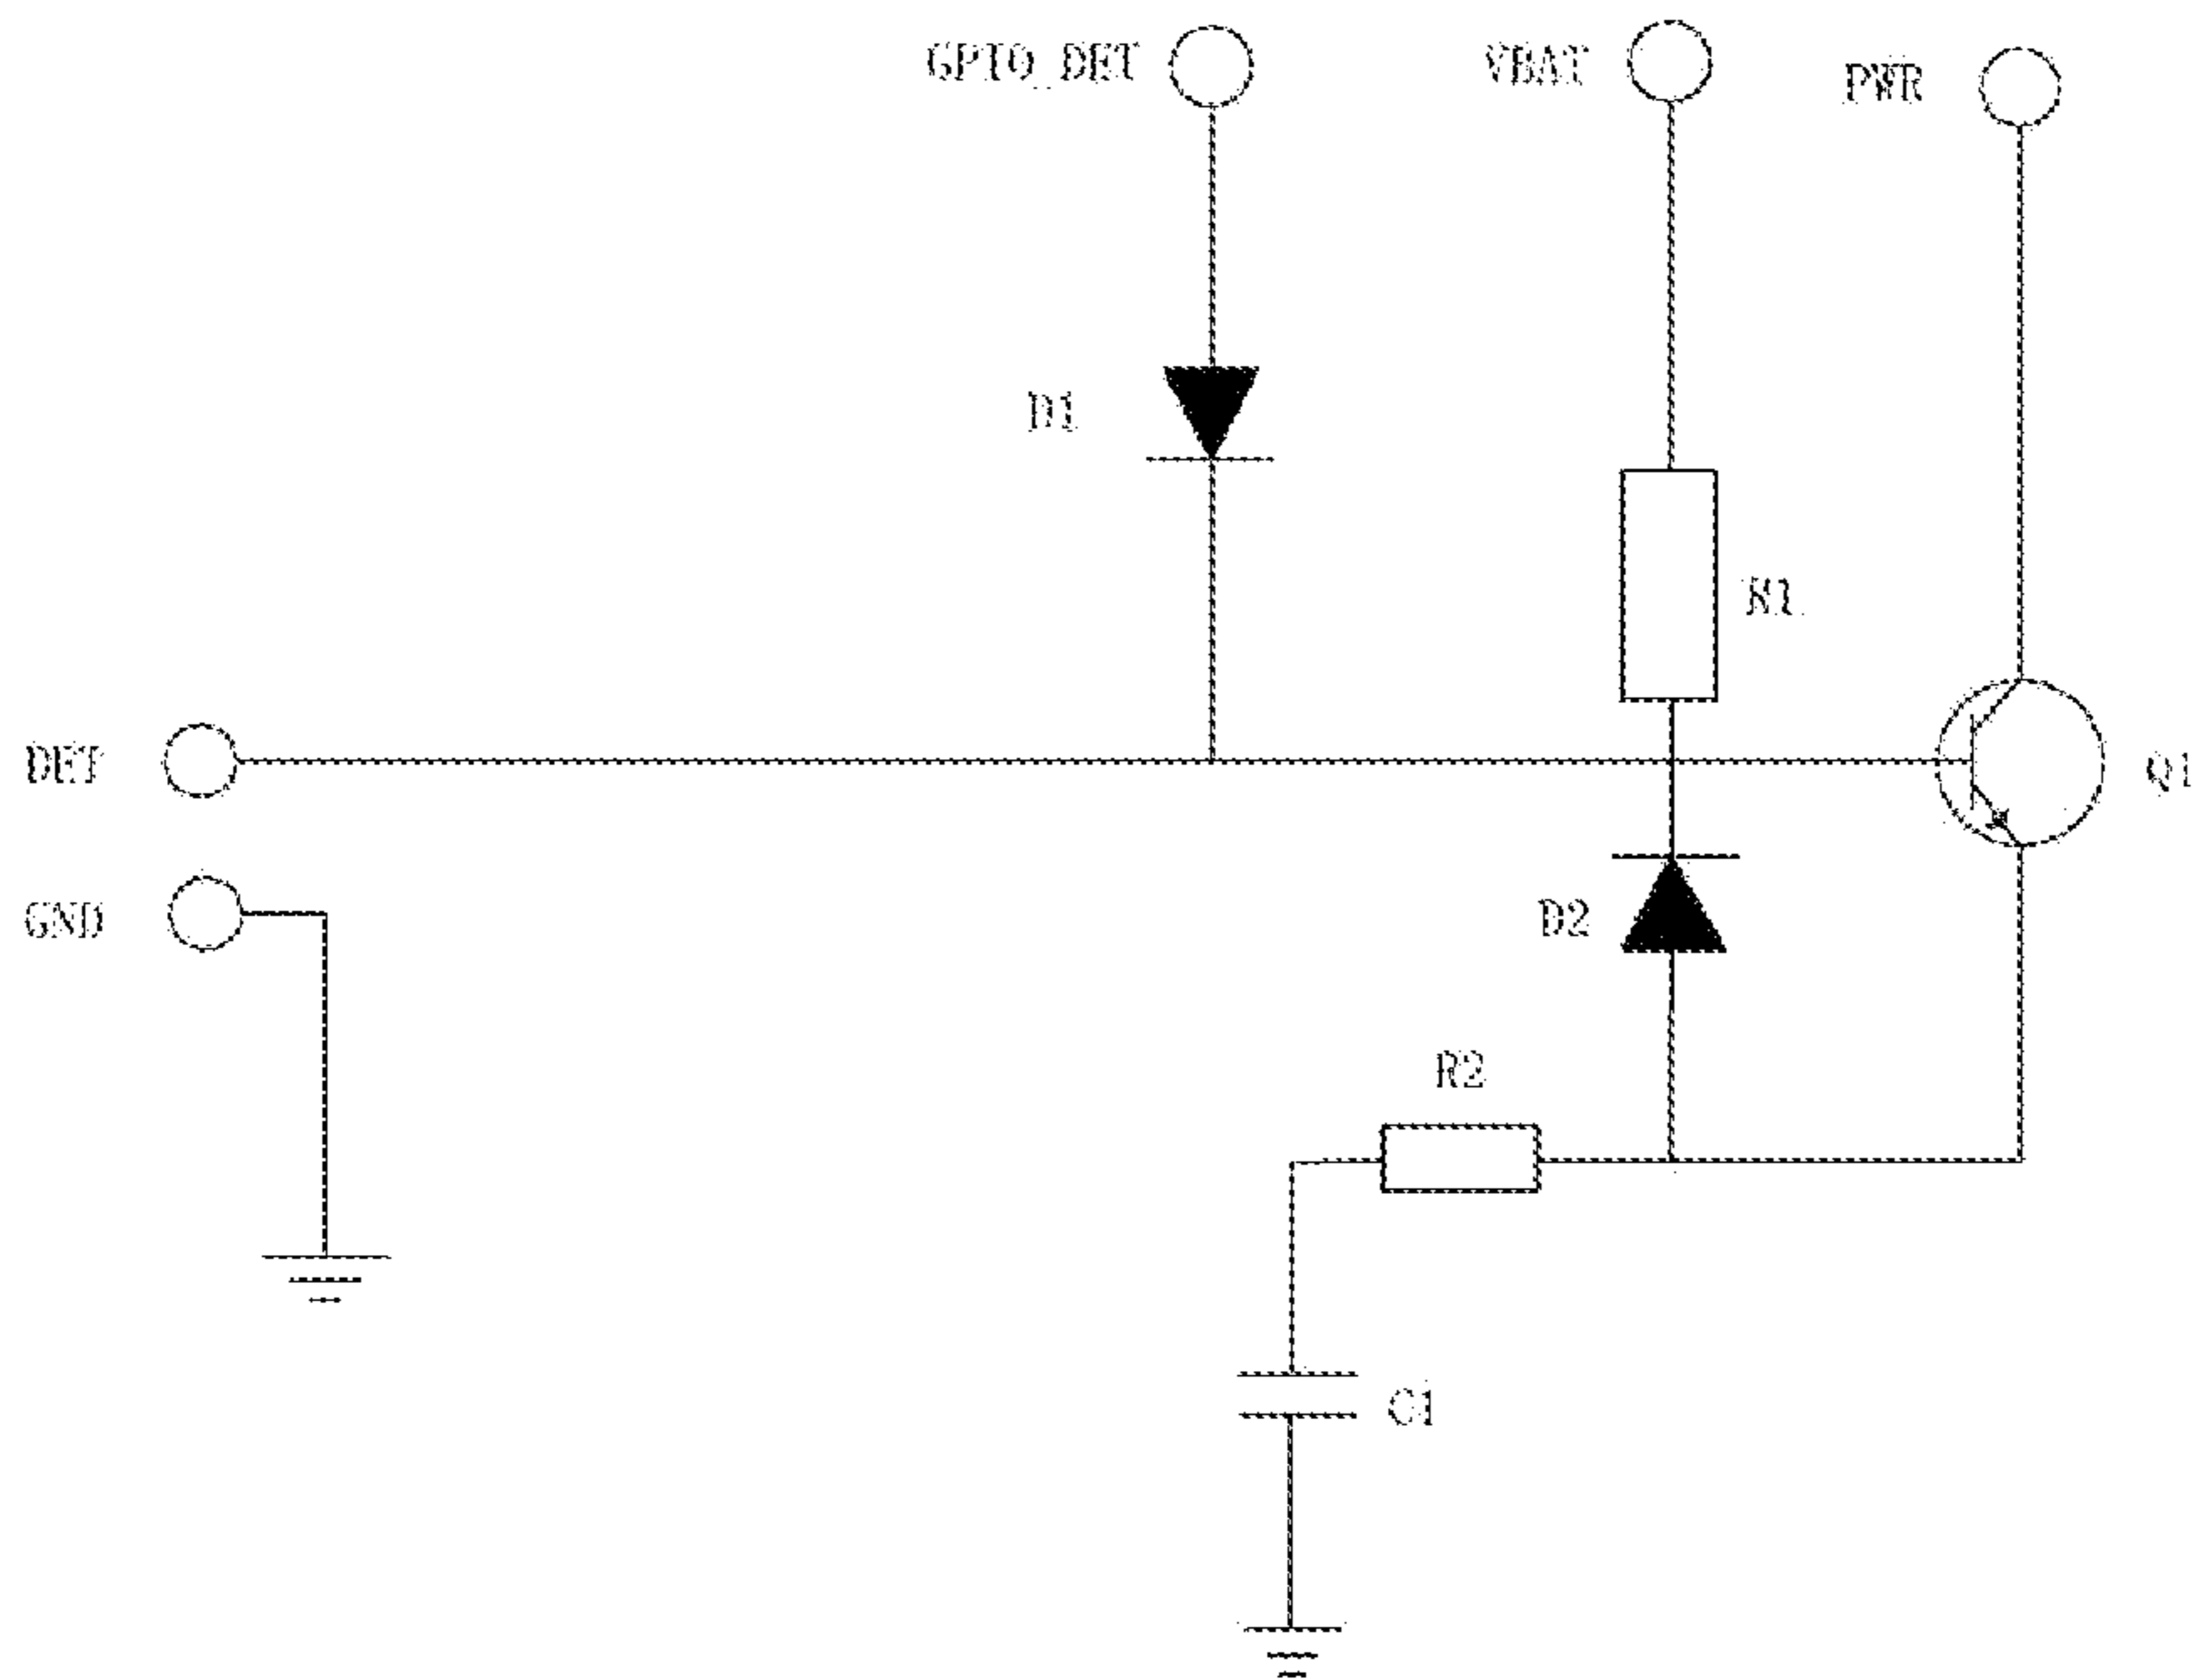 GPIO_DET
VBAT
PWR
D1
R1
DET
Q1
GND
D2
R2
C1